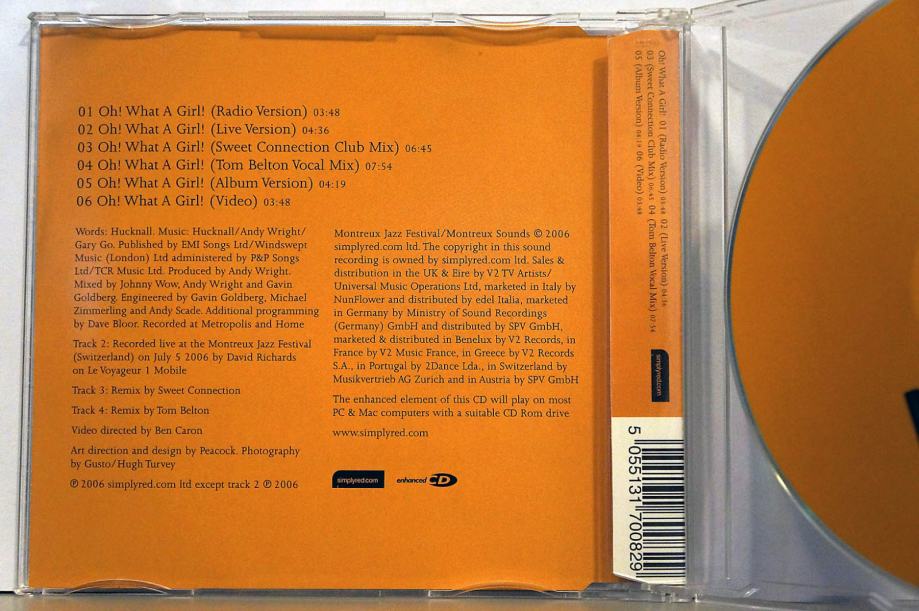 01 Oh! What A Girl! (Radio Version) 03:48
02 Oh! What A Girl! (Live Version) 04:36
03 Oh! What A Girl! (Sweet Connection Club Mix) 06:45
04 Oh! What A Girl! (Tom Belton Vocal Mix) 07:54
05 Oh! What A Girl! (Album Version) 04:19
06 Oh! What A Girl! (Video) 03:48
Words: Hucknall. Music: Hucknall/Andy Wright/
Gary Go. Published by EMI Songs Ltd/Windswept
Music (London) Ltd administered by P&P Songs
Ltd/TCR Music Ltd. Produced by Andy Wright.
Mixed by Johnny Wow, Andy Wright and Gavin
Goldberg. Engineered by Gavin Goldberg, Michael
Zimmerling and Andy Scade. Additional programming
by Dave Bloor. Recorded at Metropolis and Home
Track 2: Recorded live at the Montreux Jazz Festival
(Switzerland) on July 5 2006 by David Richards
on Le Voyageur 1 Mobile
Track 3: Remix by Sweet Connection
Track 4: Remix by Tom Belton
Video directed by Ben Caron
Art direction and design by Peacock. Photography
by Gusto/Hugh Turvey
℗ 2006 simplyred.com ltd except track 2 ℗ 2006
Montreux Jazz Festival/Montreux Sounds © 2006
simplyred.com ltd. The copyright in this sound
recording is owned by simplyred.com ltd. Sales &
distribution in the UK & Eire by V2 TV Artists/
Universal Music Operations Ltd, marketed in Italy by
NunFlower and distributed by edel Italia, marketed
in Germany by Ministry of Sound Recordings
(Germany) GmbH and distributed by SPV GmbH,
marketed & distributed in Benelux by V2 Records, in
France by V2 Music France, in Greece by V2 Records
S.A., in Portugal by 2Dance Lda., in Switzerland by
Musikvertrieb AG Zurich and in Austria by SPV GmbH
The enhanced element of this CD will play on most
PC & Mac computers with a suitable CD Rom drive
www.simplyred.com
simplyred.com
enhanced CD
Oh! What A Girl! 01 (Radio Version) 03:48 02 (Live Version) 04:36
03 (Sweet Connection Club Mix) 06:45 04 (Tom Belton Vocal Mix) 07:54
05 (Album Version) 04:19 06 (Video) 03:48
simplyred.com
5 055131 700829